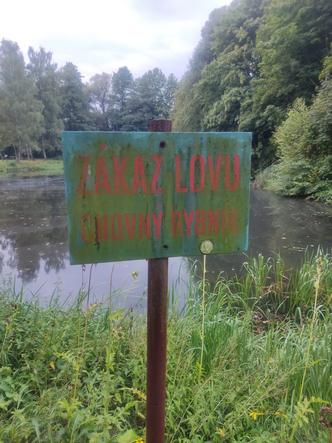 ZÁKAZ LOVU
CHOVNÝ RYBNÍK